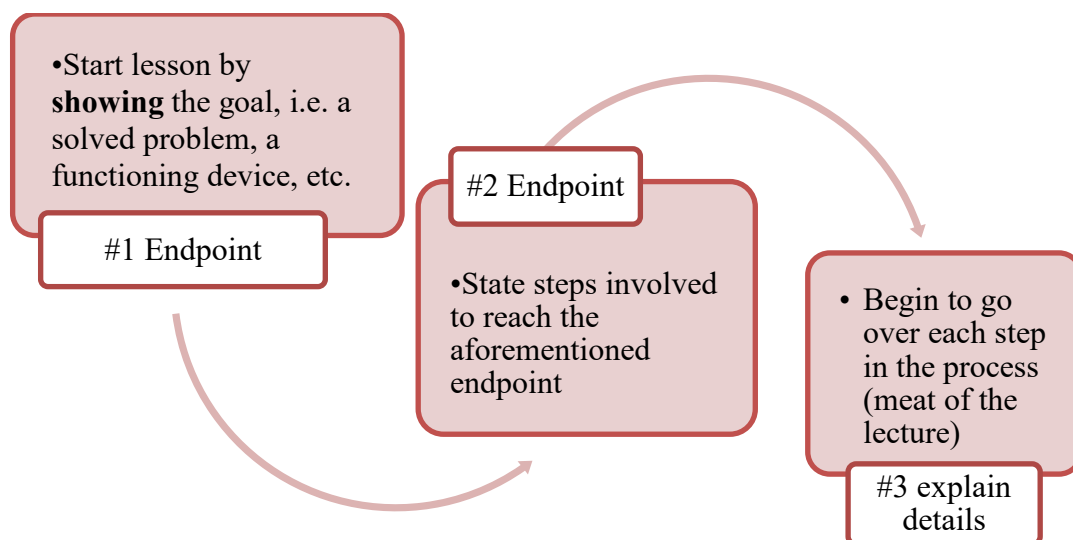 •Start lesson by
showing the goal, i.e. a
solved problem, a
functioning device, etc.
#1 Endpoint
#2 Endpoint
•State steps involved
to reach the
aforementioned
endpoint
• Begin to go
over each step
in the process
(meat of the
lecture)
#3 explain
details